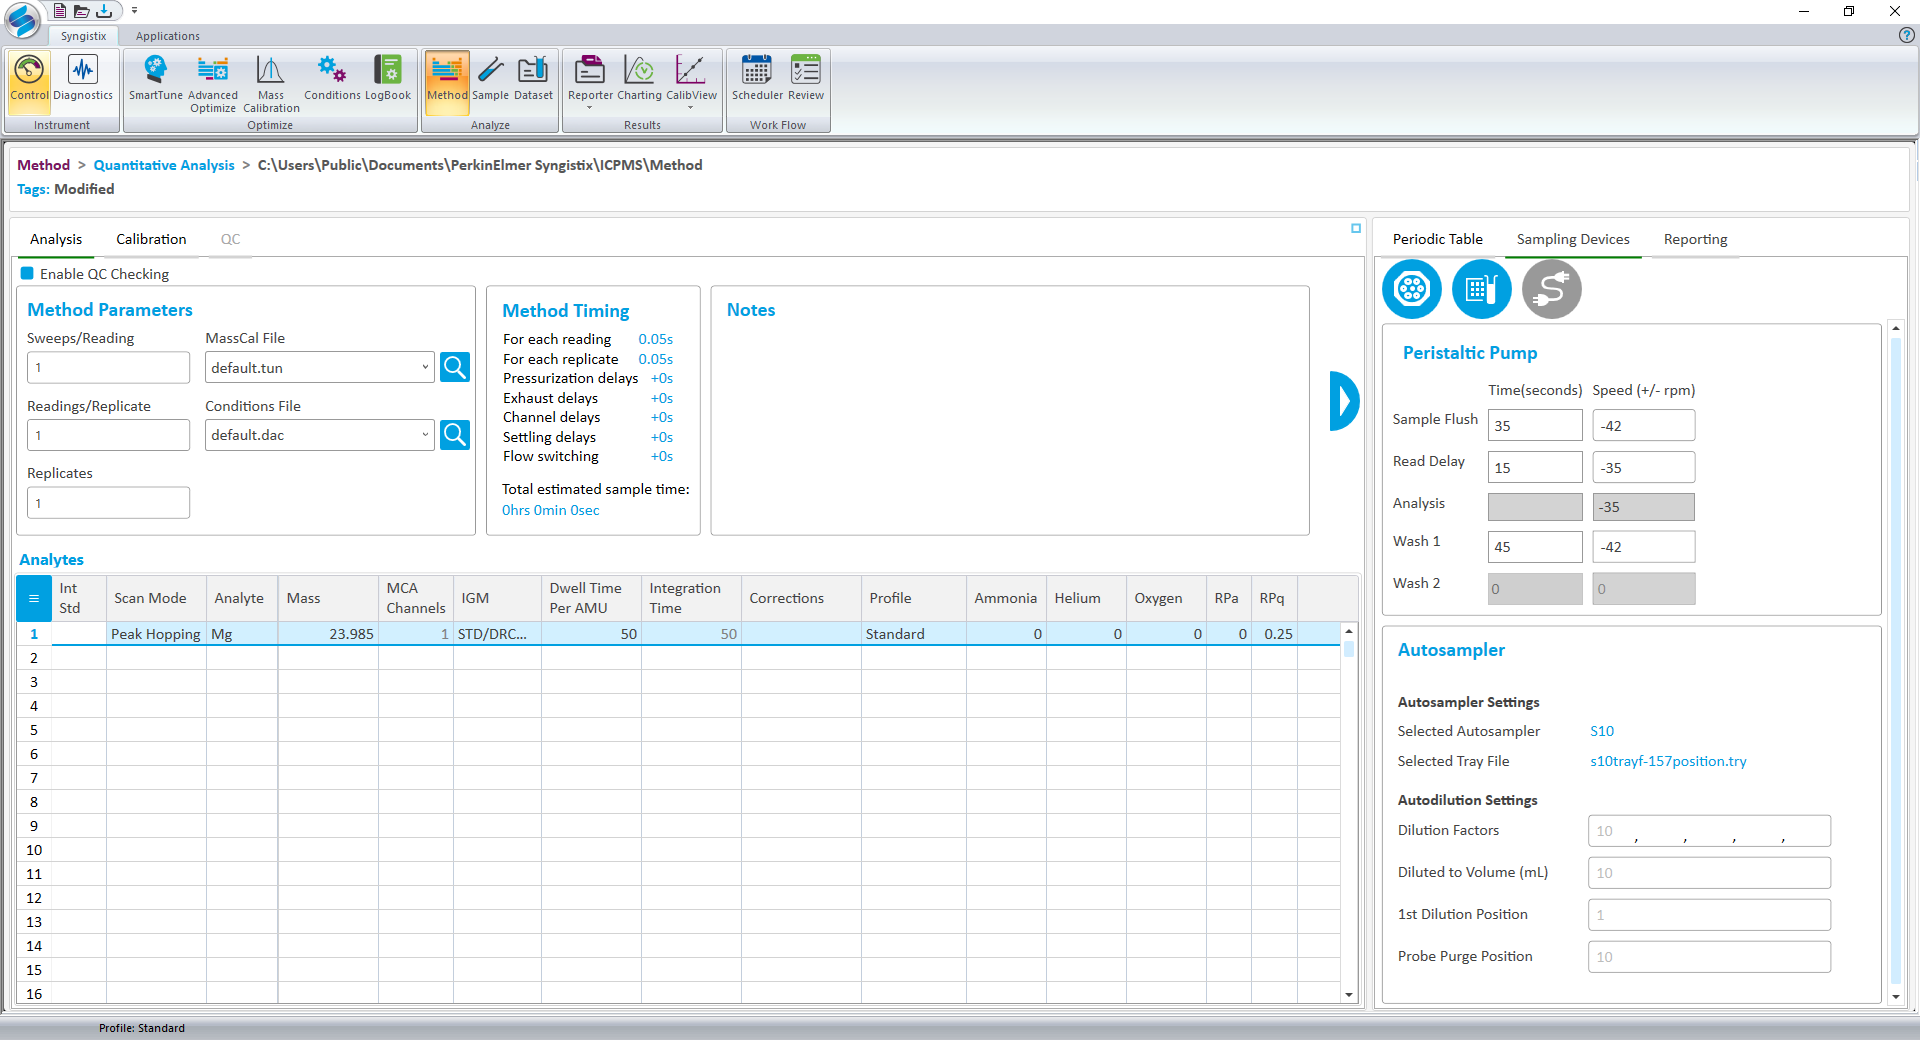 Syngistix
Applications
Control
Diagnostics
Instrument
SmartTune
Advanced Optimize
Mass Calibration
Conditions
LogBook
Optimize
Method
Sample
Dataset
Analyze
Reporter
Charting
CalibView
Results
Scheduler
Review
Work Flow
Method > Quantitative Analysis > C:\Users\Public\Documents\PerkinElmer Syngistix\ICPMS\Method
Tags: Modified
Analysis
Calibration
QC
Enable QC Checking
Method Parameters
Sweeps/Reading
1
MassCal File
default.tun
Readings/Replicate
1
Conditions File
default.dac
Replicates
1
Method Timing
For each reading 0.05s
For each replicate 0.05s
Pressurization delays +0s
Exhaust delays +0s
Channel delays +0s
Settling delays +0s
Flow switching +0s
Total estimated sample time:
0hrs 0min 0sec
Notes
Analytes
Int Std
Scan Mode
Analyte
Mass
MCA Channels
IGM
Dwell Time Per AMU
Integration Time
Corrections
Profile
Ammonia
Helium
Oxygen
RPa
RPq
1 Peak Hopping Mg 23.985 1 STD/DRC... 50 50 Standard 0 0 0 0 0.25
2
3
4
5
6
7
8
9
10
11
12
13
14
15
16
Periodic Table
Sampling Devices
Reporting
Peristaltic Pump
Time(seconds) Speed (+/- rpm)
Sample Flush 35 -42
Read Delay 15 -35
Analysis -35
Wash 1 45 -42
Wash 2 0 0
Autosampler
Autosampler Settings
Selected Autosampler S10
Selected Tray File s10trayf-157position.try
Autodilution Settings
Dilution Factors 10 , , , ,
Diluted to Volume (mL) 10
1st Dilution Position 1
Probe Purge Position 10
Profile: Standard